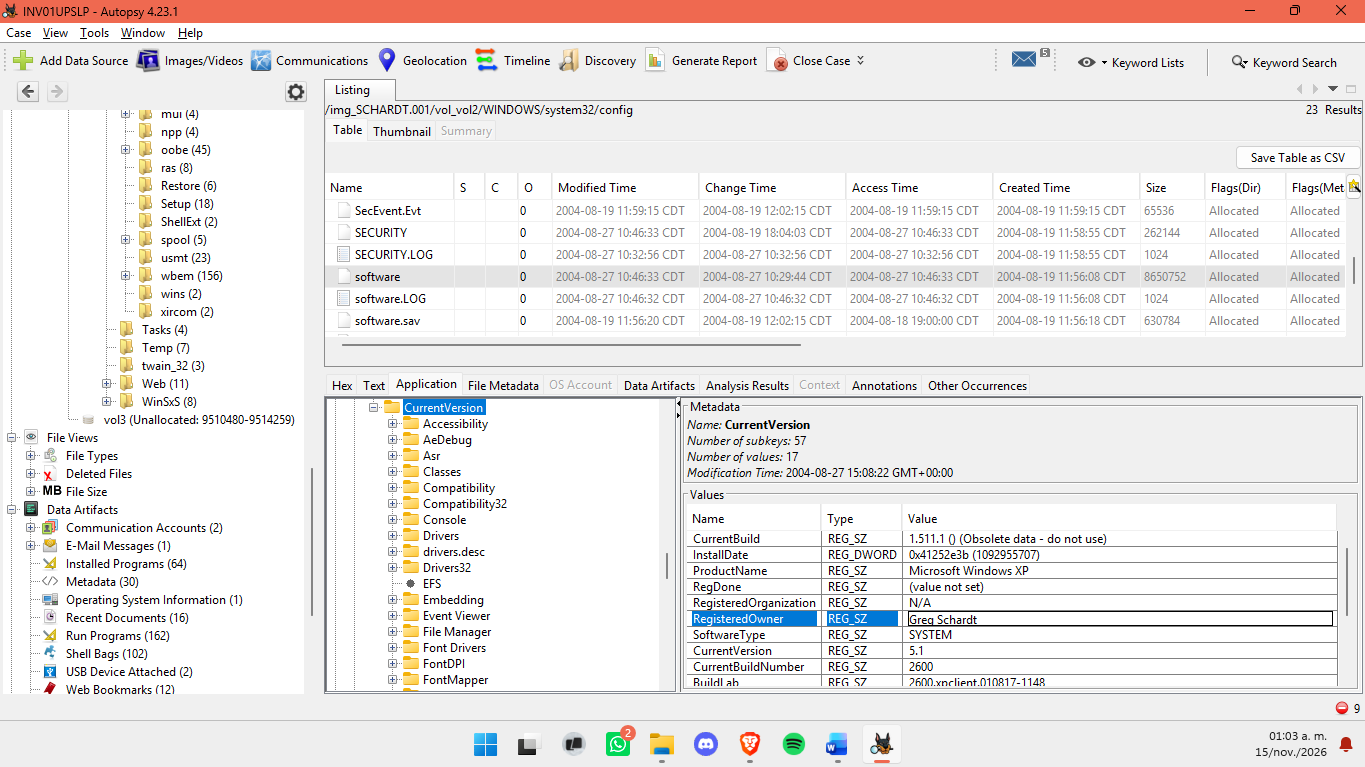 INV01UPSLP - Autopsy 4.23.1
Case View Tools Window Help
Add Data Source Images/Videos Communications Geolocation Timeline Discovery Generate Report Close Case 5 Keyword Lists Keyword Search
Listing
/img_SCHARDT.001/vol_vol2/WINDOWS/system32/config 23 Results
Table Thumbnail Summary
Save Table as CSV
mui (4)
npp (4)
oobe (45)
ras (8)
Restore (6)
Setup (18)
ShellExt (2)
spool (5)
usmt (23)
wbem (156)
wins (2)
xircom (2)
Tasks (4)
Temp (7)
twain_32 (3)
Web (11)
WinSxS (8)
vol3 (Unallocated: 9510480-9514259)
File Views
File Types
Deleted Files
MB File Size
Data Artifacts
Communication Accounts (2)
E-Mail Messages (1)
Installed Programs (64)
Metadata (30)
Operating System Information (1)
Recent Documents (16)
Run Programs (162)
Shell Bags (102)
USB Device Attached (2)
Web Bookmarks (12)
Name S C O Modified Time Change Time Access Time Created Time Size Flags(Dir) Flags(Met
SecEvent.Evt 0 2004-08-19 11:59:15 CDT 2004-08-19 12:02:15 CDT 2004-08-19 11:59:15 CDT 2004-08-19 11:59:15 CDT 65536 Allocated Allocated
SECURITY 0 2004-08-27 10:46:33 CDT 2004-08-19 18:04:03 CDT 2004-08-27 10:46:33 CDT 2004-08-19 11:58:55 CDT 262144 Allocated Allocated
SECURITY.LOG 0 2004-08-27 10:32:56 CDT 2004-08-27 10:32:56 CDT 2004-08-27 10:32:56 CDT 2004-08-19 11:58:55 CDT 1024 Allocated Allocated
software 0 2004-08-27 10:46:33 CDT 2004-08-27 10:29:44 CDT 2004-08-27 10:46:33 CDT 2004-08-19 11:56:08 CDT 8650752 Allocated Allocated
software.LOG 0 2004-08-27 10:46:32 CDT 2004-08-27 10:46:32 CDT 2004-08-27 10:46:32 CDT 2004-08-19 11:56:08 CDT 1024 Allocated Allocated
software.sav 0 2004-08-19 11:56:20 CDT 2004-08-19 12:02:15 CDT 2004-08-18 19:00:00 CDT 2004-08-19 11:56:18 CDT 630784 Allocated Allocated
Hex Text Application File Metadata OS Account Data Artifacts Analysis Results Context Annotations Other Occurrences
CurrentVersion
Accessibility
AeDebug
Asr
Classes
Compatibility
Compatibility32
Console
Drivers
drivers.desc
Drivers32
EFS
Embedding
Event Viewer
File Manager
Font Drivers
FontDPI
FontMapper
Metadata
Name: CurrentVersion
Number of subkeys: 57
Number of values: 17
Modification Time: 2004-08-27 15:08:22 GMT+00:00
Values
Name Type Value
CurrentBuild REG_SZ 1.511.1 () (Obsolete data - do not use)
InstallDate REG_DWORD 0x41252e3b (1092955707)
ProductName REG_SZ Microsoft Windows XP
RegDone REG_SZ (value not set)
RegisteredOrganization REG_SZ N/A
RegisteredOwner REG_SZ Greg Schardt
SoftwareType REG_SZ SYSTEM
CurrentVersion REG_SZ 5.1
CurrentBuildNumber REG_SZ 2600
BuildLab REG_SZ 2600.xpclient.010817-1148
9
2
01:03 a. m.
15/nov./2026